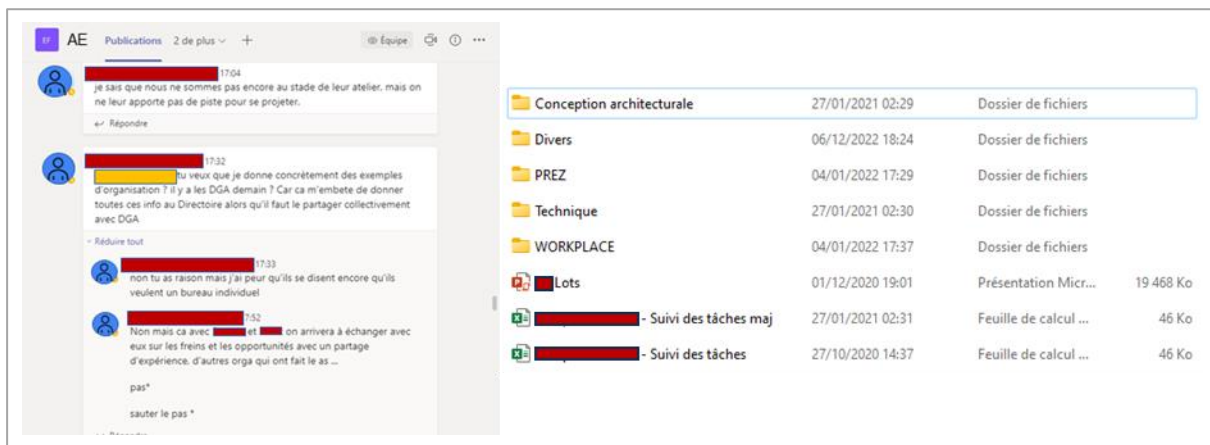 EF AE Publications 2 de plus + Équipe ...
17:04
je sais que nous ne sommes pas encore au stade de leur atelier, mais on
ne leur apporte pas de piste pour se projeter.
Répondre
17:32
tu veux que je donne concrètement des exemples
d'organisation ? il y a les DGA demain ? Car ca m'embete de donner
toutes ces info au Directoire alors qu'il faut le partager collectivement
avec DGA
Réduire tout
17:33
non tu as raison mais j'ai peur qu'ils se disent encore qu'ils
veulent un bureau individuel
7:52
Non mais ca avec et on arrivera à échanger avec
eux sur les freins et les opportunités avec un partage
d'expérience, d'autres orga qui ont fait le as ...
pas*
sauter le pas *
Conception architecturale 27/01/2021 02:29 Dossier de fichiers
Divers 06/12/2022 18:24 Dossier de fichiers
PREZ 04/01/2022 17:29 Dossier de fichiers
Technique 27/01/2021 02:30 Dossier de fichiers
WORKPLACE 04/01/2022 17:37 Dossier de fichiers
Lots 01/12/2020 19:01 Présentation Micr... 19 468 Ko
- Suivi des tâches maj 27/01/2021 02:31 Feuille de calcul ... 46 Ko
- Suivi des tâches 27/10/2020 14:37 Feuille de calcul ... 46 Ko